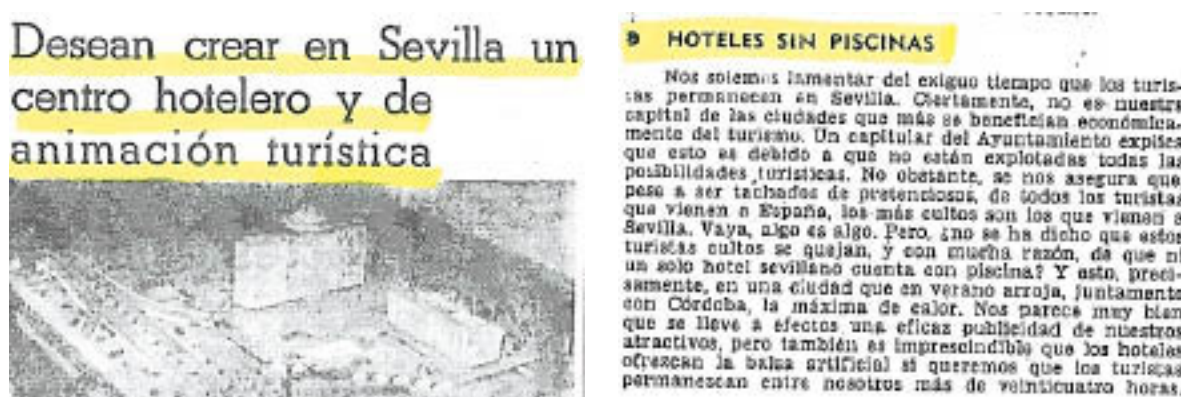 Desean crear en Sevilla un
centro hotelero y de
animación turística
HOTELES SIN PISCINAS
Nos solemos lamentar del exiguo tiempo que los turis-
tas permanecen en Sevilla. Ciertamente, no es nuestra
capital de las ciudades que más se benefician económica-
mente del turismo. Un capitular del Ayuntamiento explica
que esto es debido a que no están explotadas todas las
posibilidades turísticas. No obstante, se nos asegura que
pese a ser tachados de pretenciosos, de todos los turistas
que vienen a España, los más cultos son los que vienen a
Sevilla. Vaya, algo es algo. Pero, ¿no se ha dicho que estos
turistas cultos se quejan, y con mucha razón, de que ni
un solo hotel sevillano cuenta con piscina? Y esto, preci-
samente, en una ciudad que en verano arroja, juntamente
con Córdoba, la máxima de calor. Nos parece muy bien
que se lleve a efectos una eficaz publicidad de nuestros
atractivos, pero también es imprescindible que los hoteles
ofrezcan la balsa artificial si queremos que los turistas
permanezcan entre nosotros más de veinticuatro horas.